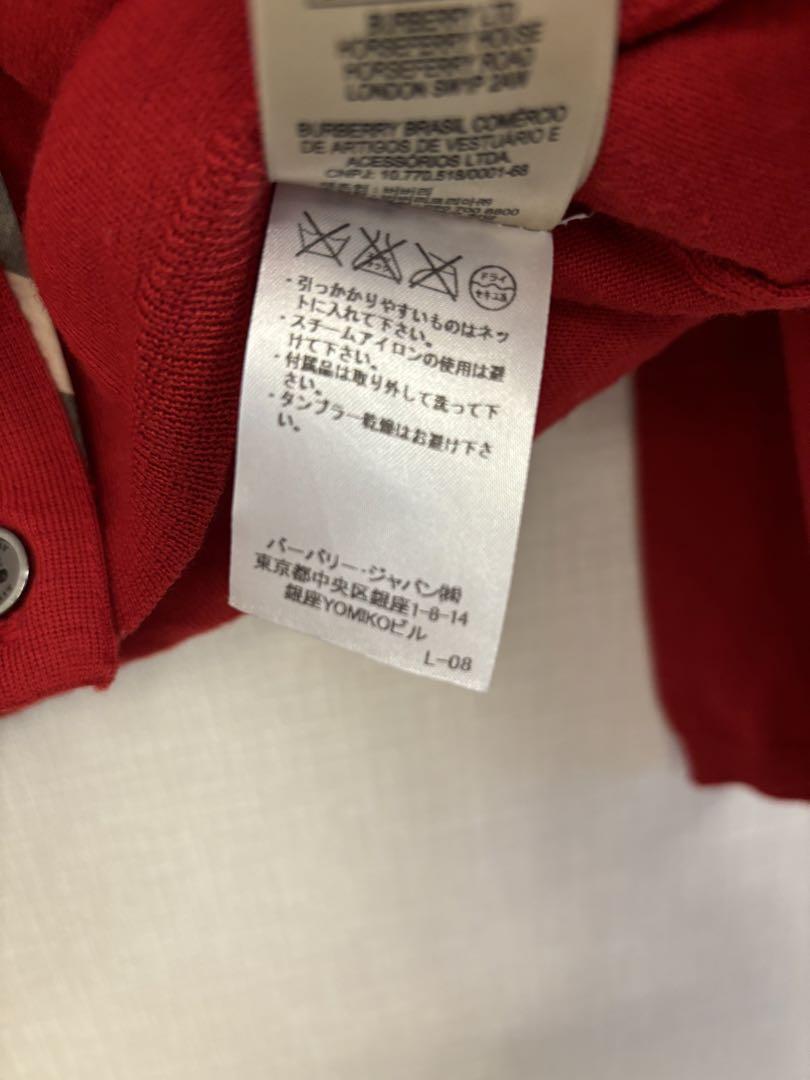 BURBERRY LTD
HORSEFERRY HOUSE
HORSEFERRY ROAD
LONDON SW1P 2AW
BURBERRY BRASIL COMÉRCIO
DE ARTIGOS DE VESTUÁRIO E
ACESSÓRIOS LTDA.
CNPJ: 10.770.518/0001-68
버버리
ドライ
セキユ系
・引っかかりやすいものはネッ
トに入れて下さい。
・スチームアイロンの使用は避
けて下さい。
・付属品は取り外して洗って下
さい。
・タンブラー乾燥はお避け下さ
い。
バーバリー・ジャパン㈱
東京都中央区銀座1-8-14
銀座YOMIKOビル
L-08